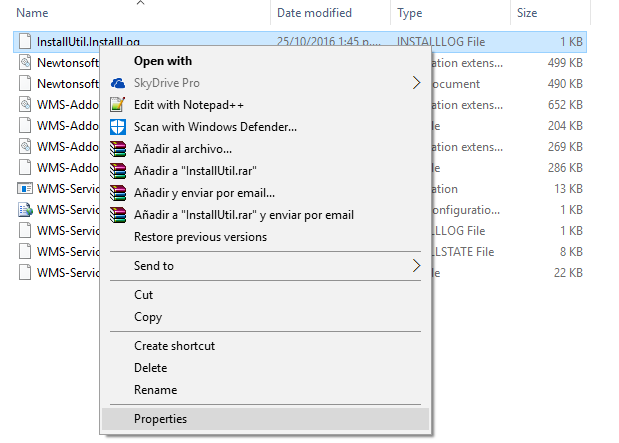 Name Date modified Type Size
InstallUtil.InstallLog 25/10/2016 1:45 p.... INSTALLLOG File 1 KB
Newtonsoft ation extens... 499 KB
Newtonsoft ocument 490 KB
WMS-Addo ation extens... 652 KB
WMS-Addo le 204 KB
WMS-Addo ation extens... 269 KB
WMS-Addo le 286 KB
WMS-Servic ation 13 KB
WMS-Servic onfiguratio... 1 KB
WMS-Servic LLLOG File 1 KB
WMS-Servic LLSTATE File 8 KB
WMS-Servic le 22 KB
Open with
SkyDrive Pro
Edit with Notepad++
Scan with Windows Defender...
Añadir al archivo...
Añadir a "InstallUtil.rar"
Añadir y enviar por email...
Añadir a "InstallUtil.rar" y enviar por email
Restore previous versions
Send to
Cut
Copy
Create shortcut
Delete
Rename
Properties